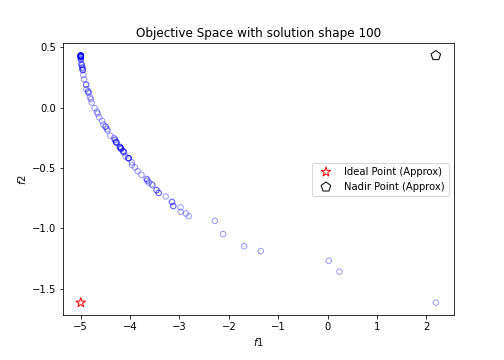 Objective Space with solution shape 100
0.5
0.0
−0.5
−1.0
−1.5
f2
Ideal Point (Approx)
Nadir Point (Approx)
−5
−4
−3
−2
−1
0
1
2
f1